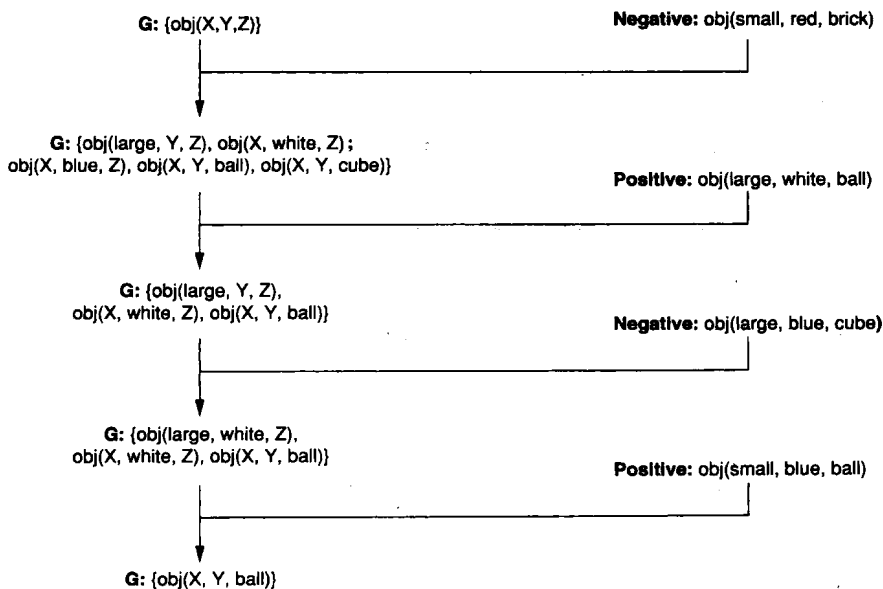 G: {obj(X,Y,Z)}
Negative: obj(small, red, brick)
G: {obj(large, Y, Z), obj(X, white, Z);
obj(X, blue, Z), obj(X, Y, ball), obj(X, Y, cube)}
Positive: obj(large, white, ball)
G: {obj(large, Y, Z),
obj(X, white, Z), obj(X, Y, ball)}
Negative: obj(large, blue, cube)
G: {obj(large, white, Z),
obj(X, white, Z), obj(X, Y, ball)}
Positive: obj(small, blue, ball)
G: {obj(X, Y, ball)}